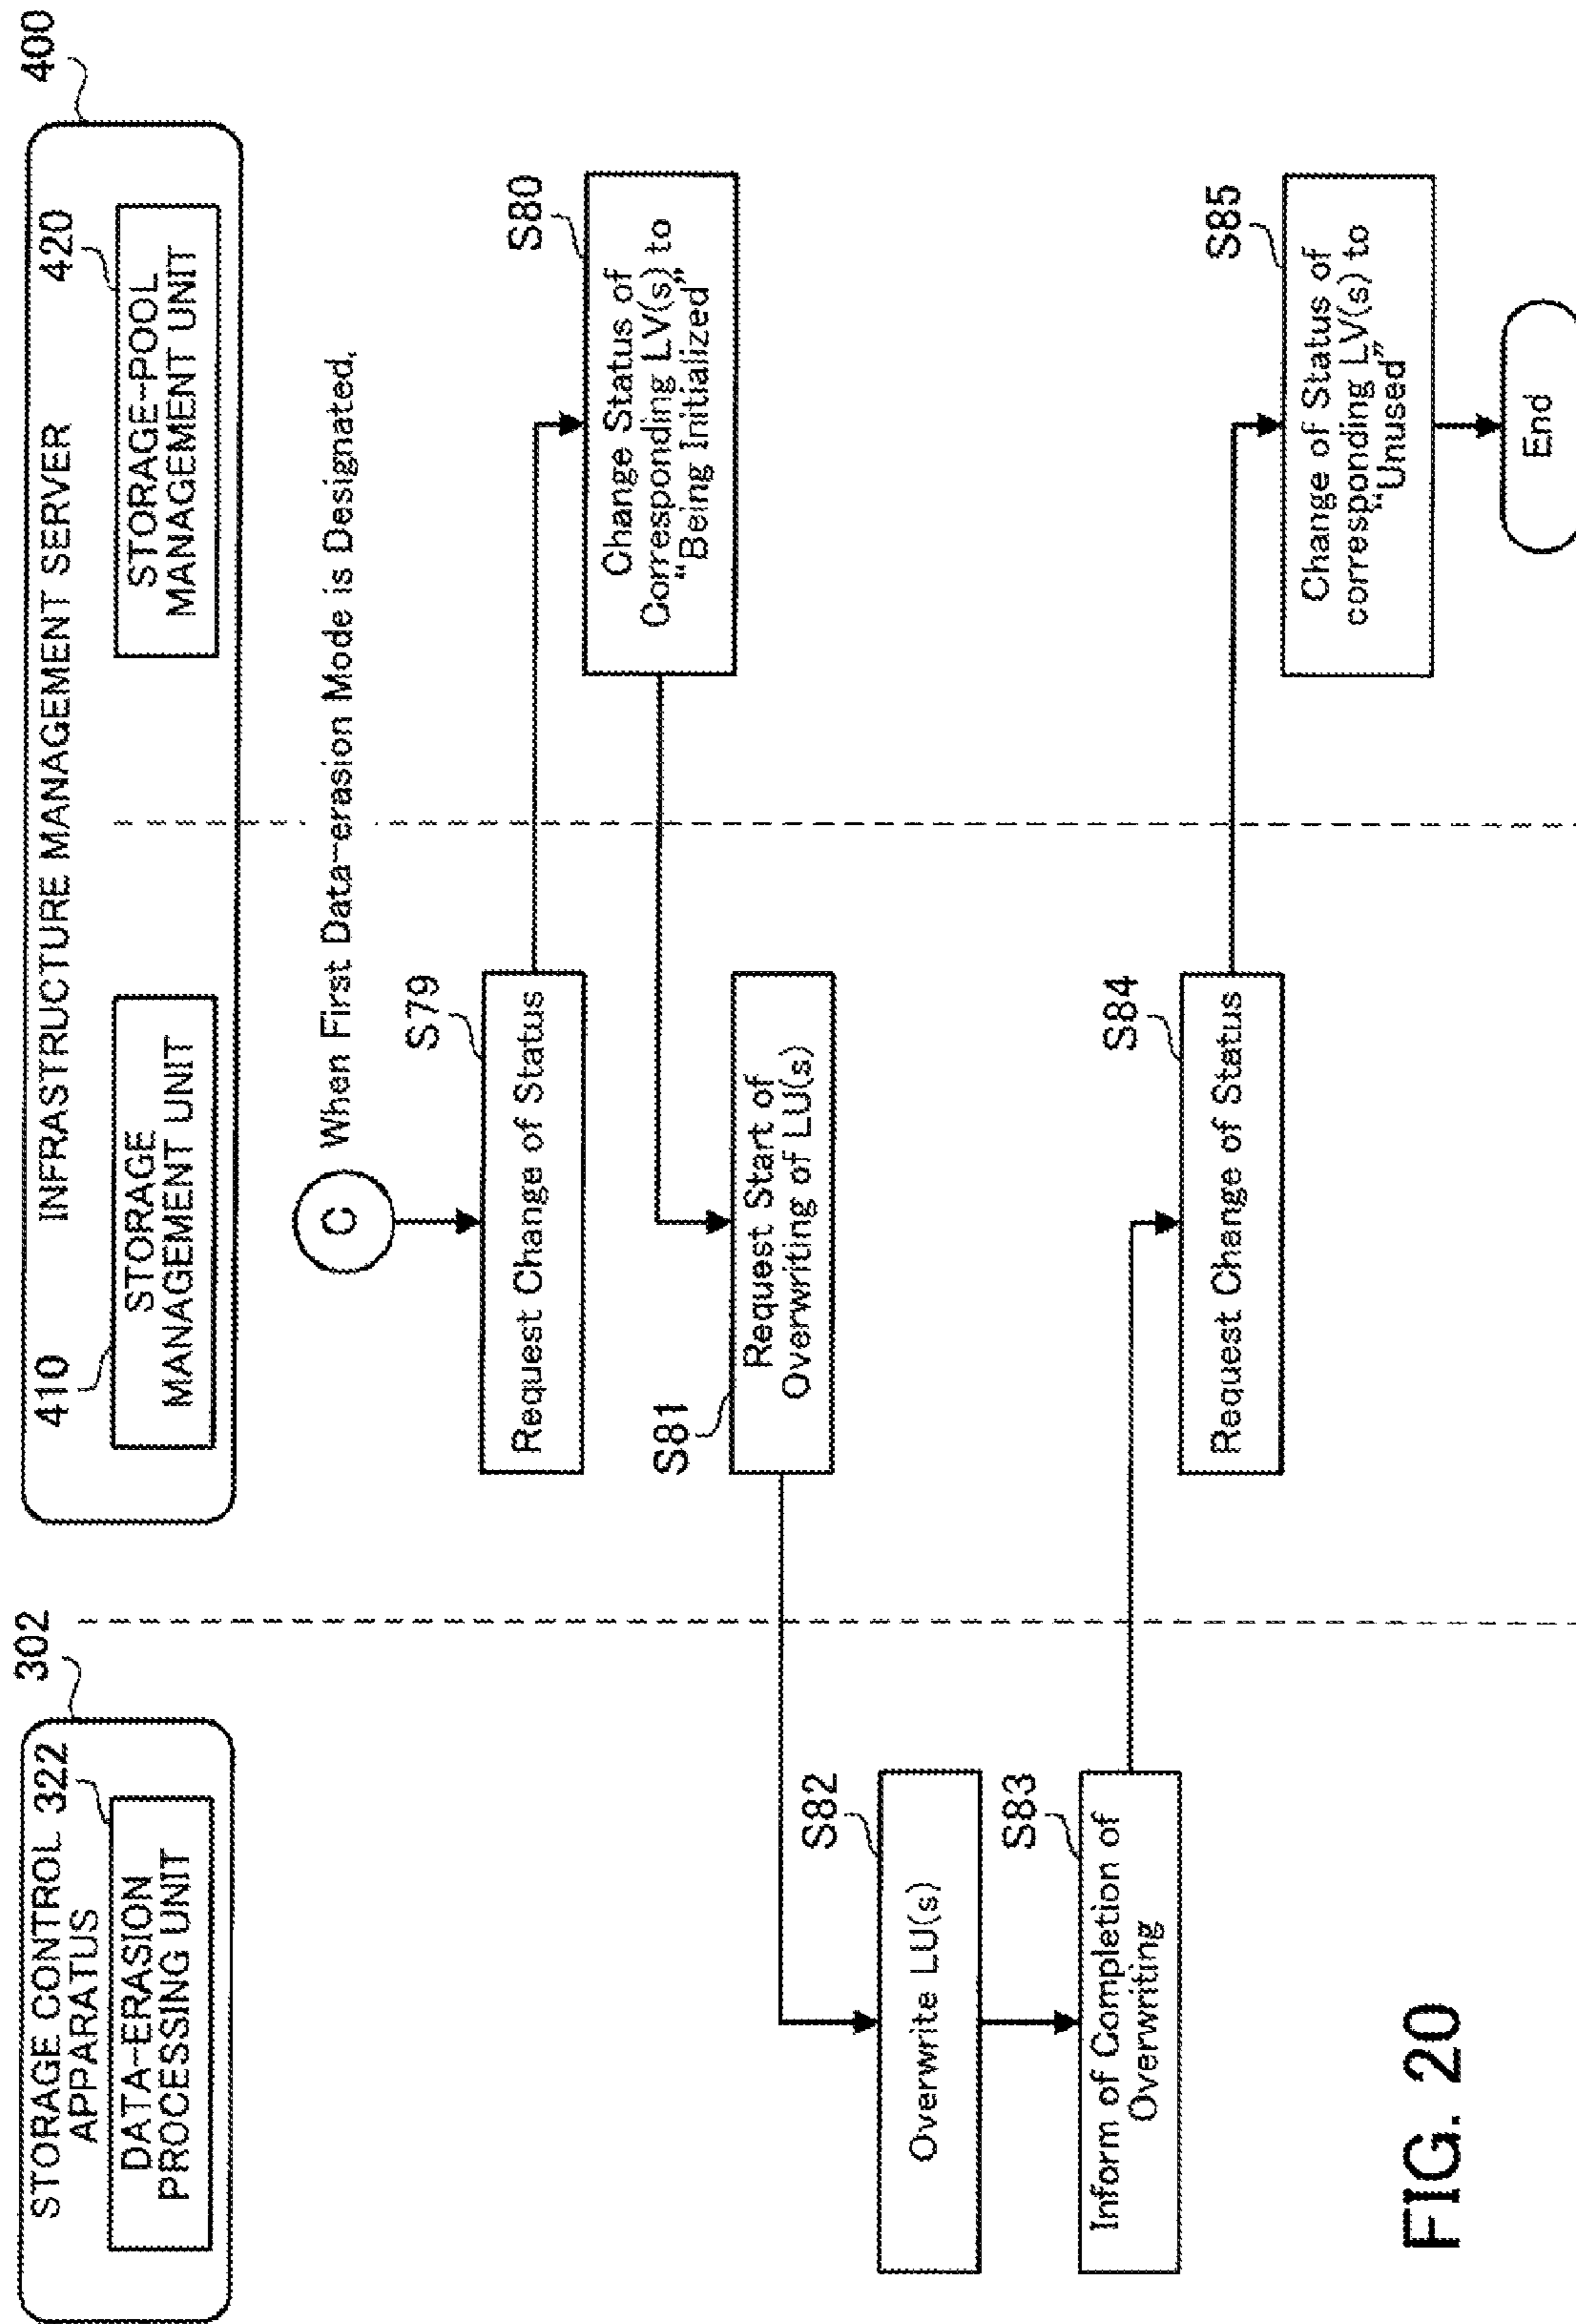 STORAGE CONTROL
APPARATUS
302
322
DATA-ERASION
PROCESSING UNIT
INFRASTRUCTURE MANAGEMENT SERVER
400
410
STORAGE
MANAGEMENT UNIT
420
STORAGE-POOL
MANAGEMENT UNIT
C
When First Data-erasion Mode is Designated,
S79
Request Change of Status
S80
Change Status of
Corresponding LV(s) to
"Being Initialized"
S81
Request Start of
Overwriting of LU(s)
S82
Overwrite LU(s)
S83
Inform of Completion of
Overwriting
S84
Request Change of Status
S85
Change of Status of
corresponding LV(s) to
"Unused"
End
FIG. 20